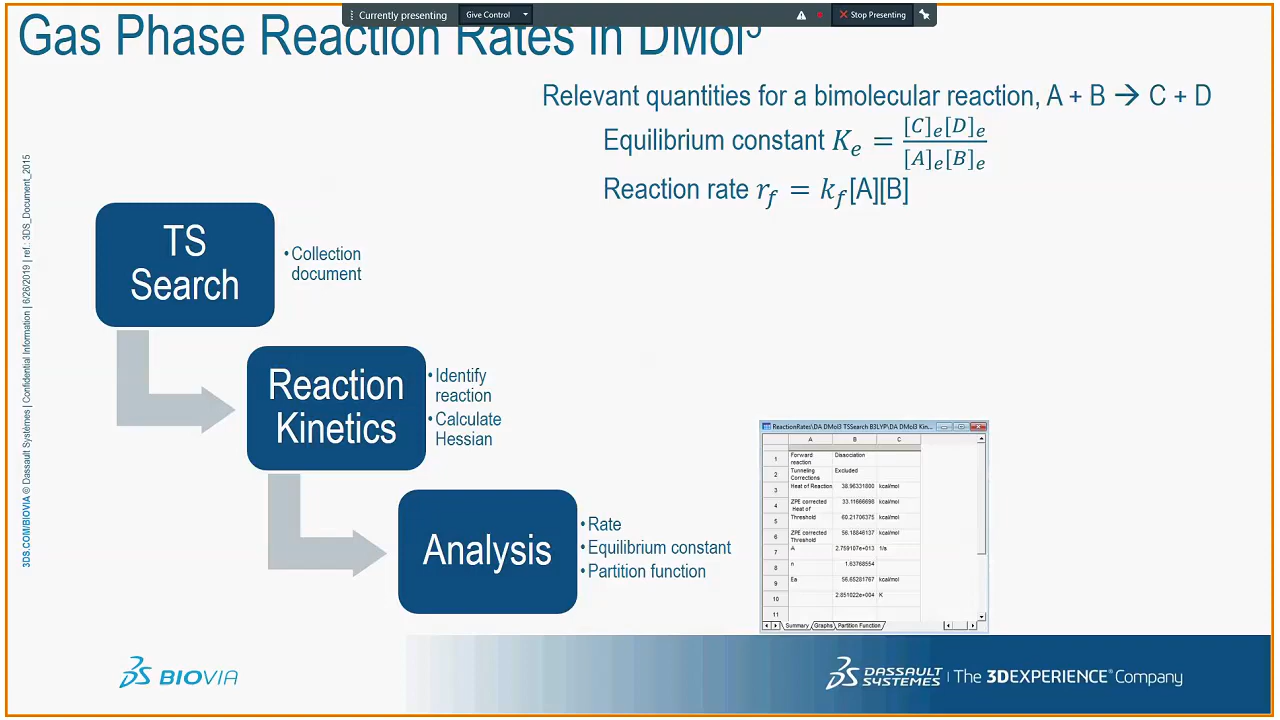 Currently presenting
Give Control
Stop Presenting
Gas Phase Reaction Rates in DMol³
Relevant quantities for a bimolecular reaction, A + B → C + D
Equilibrium constant K_e = [C]_e[D]_e / [A]_e[B]_e
Reaction rate r_f = k_f[A][B]
3DS.COM/BIOVIA © Dassault Systèmes | Confidential Information | 6/26/2019 | ref.: 3DS_Document_2015
TS
Search
•Collection
document
Reaction
Kinetics
•Identify
reaction
•Calculate
Hessian
Analysis
•Rate
•Equilibrium constant
•Partition function
ReactionRates\DA DMol3 TSSearch B3LYP\DA DMol3 Kin...
A B C
1 Forward reaction Dissociation
2 Tunneling Corrections Excluded
3 Heat of Reaction 38.96331800 kcal/mol
4 ZPE corrected Heat of 33.11666698 kcal/mol
5 Threshold 60.21706375 kcal/mol
6 ZPE corrected Threshold 56.18846137 kcal/mol
7 A 2.759107e+013 1/s
8 n 1.63768554
9 Ea 56.65281767 kcal/mol
10 2.851022e+004 K
11
Summary Graphs Partition Function
BIOVIA
DASSAULT SYSTEMES | The 3DEXPERIENCE® Company